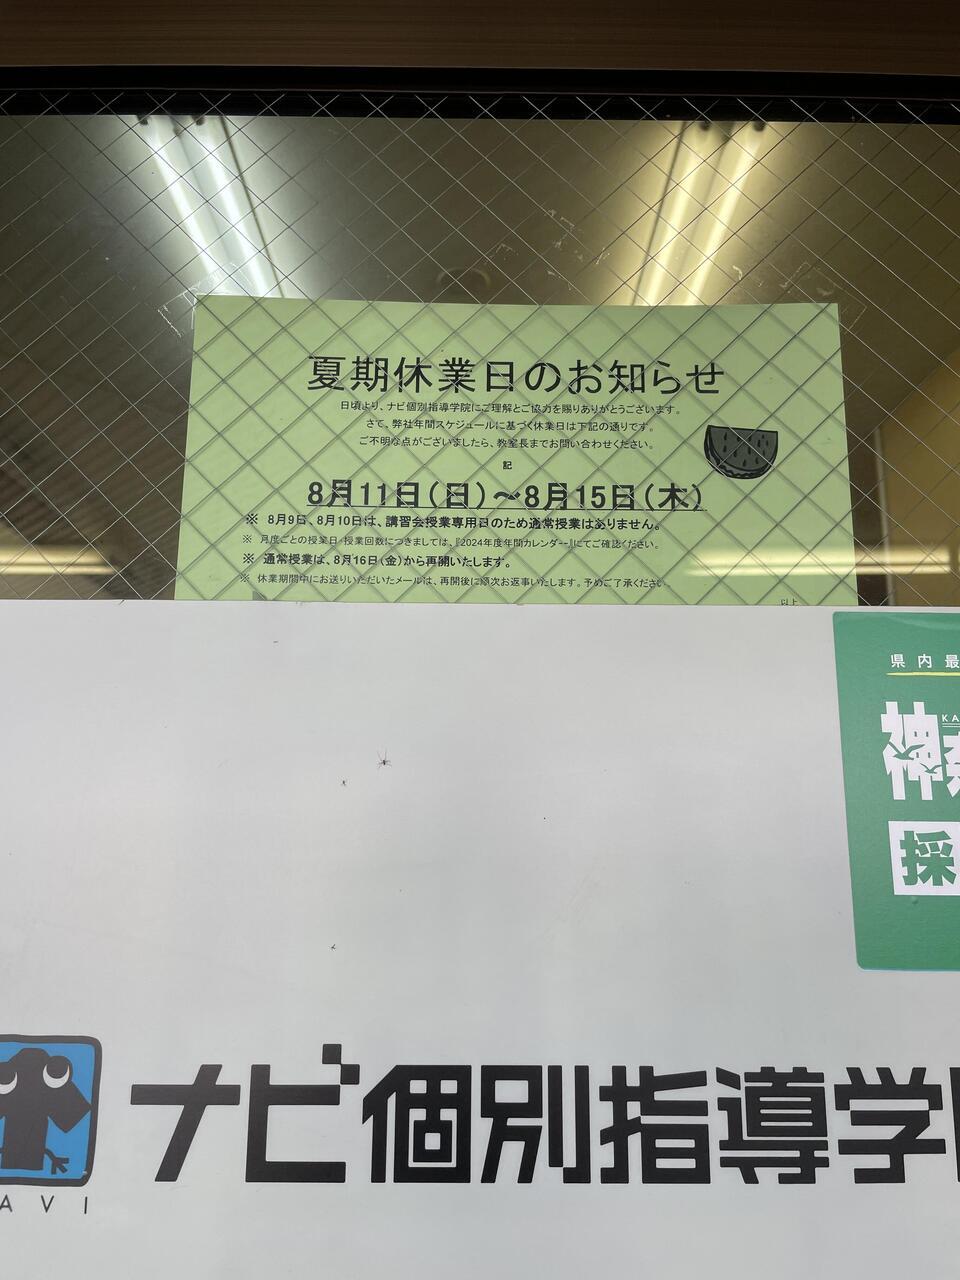 夏期休業日のお知らせ
日頃より、ナビ個別指導学院にご理解とご協力を賜りありがとうございます。
さて、弊社年間スケジュールに基づく休業日は下記の通りです。
ご不明な点がございましたら、教室長までお問い合わせください。
記
8月11日(日)～8月15日(木)
※ 8月9日、8月10日は、講習会授業専用日のため通常授業はありません。
※ 月度ごとの授業日・授業回数につきましては、『2024年度年間カレンダー』にてご確認ください。
※ 通常授業は、8月16日(金)から再開いたします。
※ 休業期間中にお送りいただいたメールは、再開後に順次お返事いたします。予めご了承ください。
以上
県内最
神奈
KA
採
ナビ個別指導学
AVI